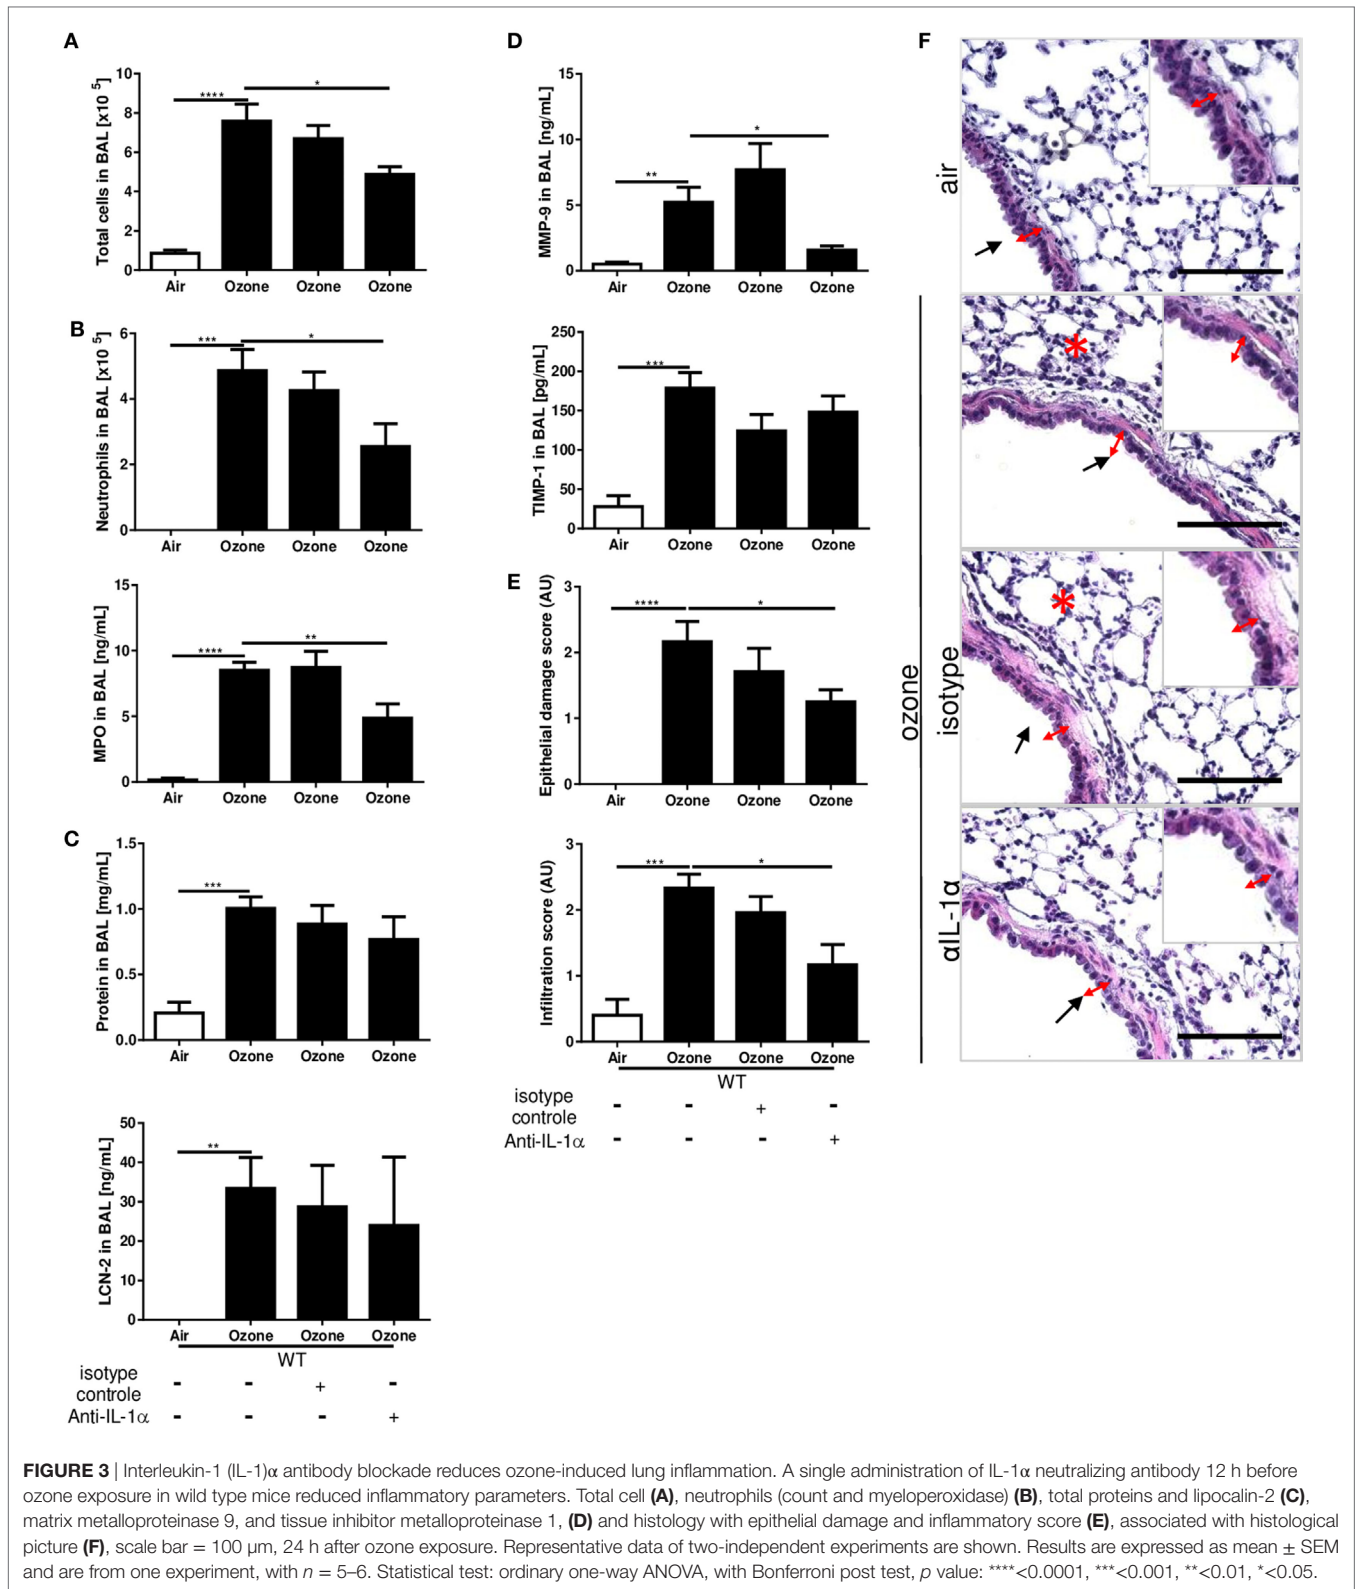 A
Total cells in BAL [x10 5]
10
8
6
4
2
0
****
*
Air Ozone Ozone Ozone
B
Neutrophils in BAL [x10 5]
6
4
2
0
***
*
Air Ozone Ozone Ozone
MPO in BAL [ng/mL]
15
10
5
0
****
**
Air Ozone Ozone Ozone
C
Protein in BAL [mg/mL]
1.5
1.0
0.5
0.0
***
Air Ozone Ozone Ozone
LCN-2 in BAL [ng/mL]
50
40
30
20
10
0
**
Air Ozone Ozone Ozone
WT
isotype
controle - - + -
Anti-IL-1α - - - +
D
MMP-9 in BAL [ng/mL]
15
10
5
0
**
*
Air Ozone Ozone Ozone
TIMP-1 in BAL [pg/mL]
250
200
150
100
50
0
***
Air Ozone Ozone Ozone
E
Epithelial damage score (AU)
3
2
1
0
****
*
Air Ozone Ozone Ozone
Infiltration score (AU)
3
2
1
0
***
*
Air Ozone Ozone Ozone
WT
isotype
controle - - + -
Anti-IL-1α - - - +
F
air
ozone
*
isotype
*
αIL-1α
FIGURE 3 | Interleukin-1 (IL-1)α antibody blockade reduces ozone-induced lung inflammation. A single administration of IL-1α neutralizing antibody 12 h before
ozone exposure in wild type mice reduced inflammatory parameters. Total cell (A), neutrophils (count and myeloperoxidase) (B), total proteins and lipocalin-2 (C),
matrix metalloproteinase 9, and tissue inhibitor metalloproteinase 1, (D) and histology with epithelial damage and inflammatory score (E), associated with histological
picture (F), scale bar = 100 µm, 24 h after ozone exposure. Representative data of two-independent experiments are shown. Results are expressed as mean ± SEM
and are from one experiment, with n = 5–6. Statistical test: ordinary one-way ANOVA, with Bonferroni post test, p value: ****<0.0001, ***<0.001, **<0.01, *<0.05.